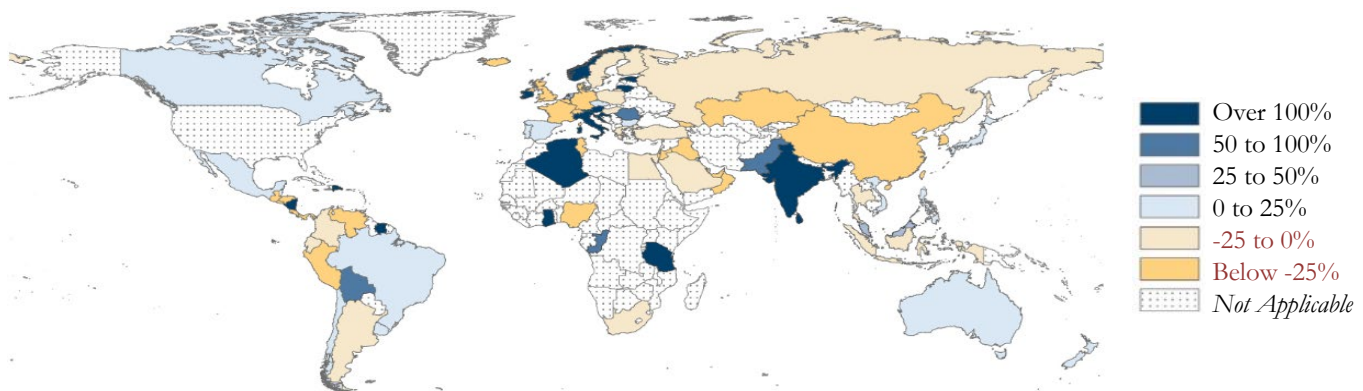 Over 100%
50 to 100%
25 to 50%
0 to 25%
-25 to 0%
Below -25%
Not Applicable